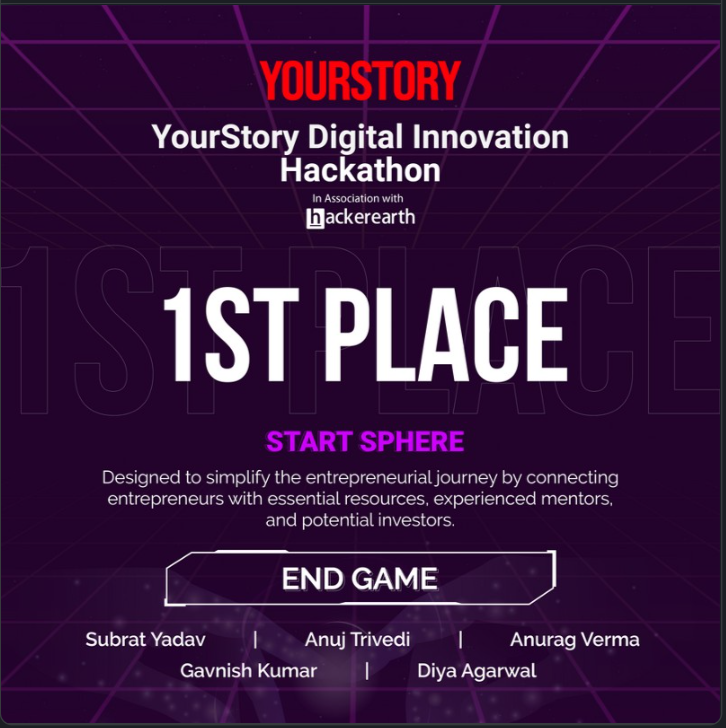 YOURSTORY
YourStory Digital Innovation
Hackathon
In Association with
hackerearth
1ST PLACE
1ST PLACE
START SPHERE
Designed to simplify the entrepreneurial journey by connecting
entrepreneurs with essential resources, experienced mentors,
and potential investors.
END GAME
Subrat Yadav | Anuj Trivedi | Anurag Verma
Gavnish Kumar | Diya Agarwal